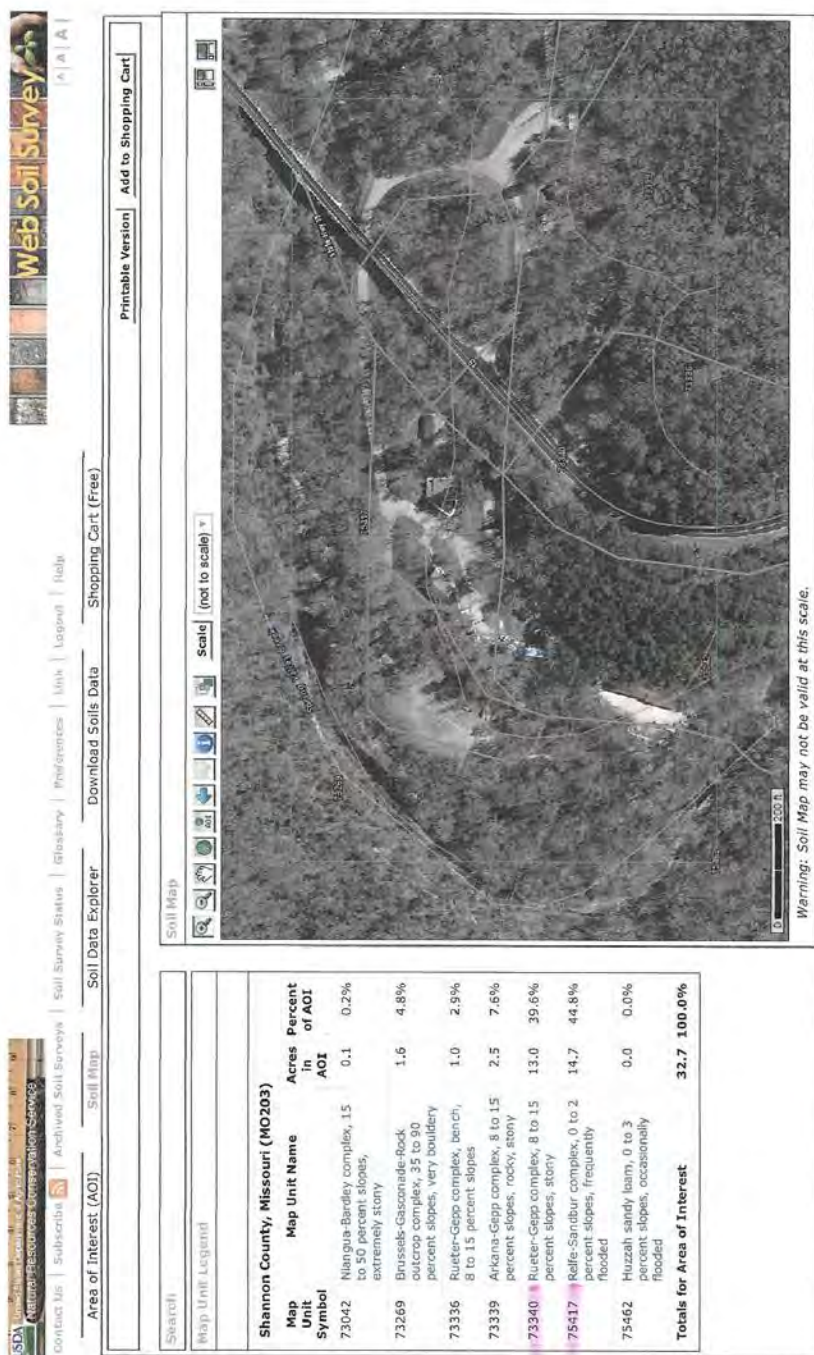 USDA United States Department of Agriculture
Natural Resources Conservation Service
Web Soil Survey
Contact Us | Subscribe | Archived Soil Surveys | Soil Survey Status | Glossary | Preferences | Link | Logout | Help
A | A | A
Area of Interest (AOI)
Soil Map
Soil Data Explorer
Download Soils Data
Shopping Cart (Free)
Printable Version
Add to Shopping Cart
Search
Map Unit Legend
Shannon County, Missouri (MO203)
Map Unit Symbol Map Unit Name Acres in AOI Percent of AOI
73042 Niangua-Bardley complex, 15 0.1 0.2%
to 50 percent slopes,
extremely stony
73269 Brussels-Gasconade-Rock 1.6 4.8%
outcrop complex, 35 to 90
percent slopes, very bouldery
73336 Rueter-Gepp complex, bench, 1.0 2.9%
8 to 15 percent slopes
73339 Arkana-Gepp complex, 8 to 15 2.5 7.6%
percent slopes, rocky, stony
73340 Rueter-Gepp complex, 8 to 15 13.0 39.6%
percent slopes, stony
75417 Relfe-Sandbur complex, 0 to 2 14.7 44.8%
percent slopes, frequently
flooded
75462 Huzzah sandy loam, 0 to 3 0.0 0.0%
percent slopes, occasionally
flooded
Totals for Area of Interest 32.7 100.0%
Soil Map
AOI
Scale (not to scale)
75417
73340
73336
0 200 ft
Warning: Soil Map may not be valid at this scale.